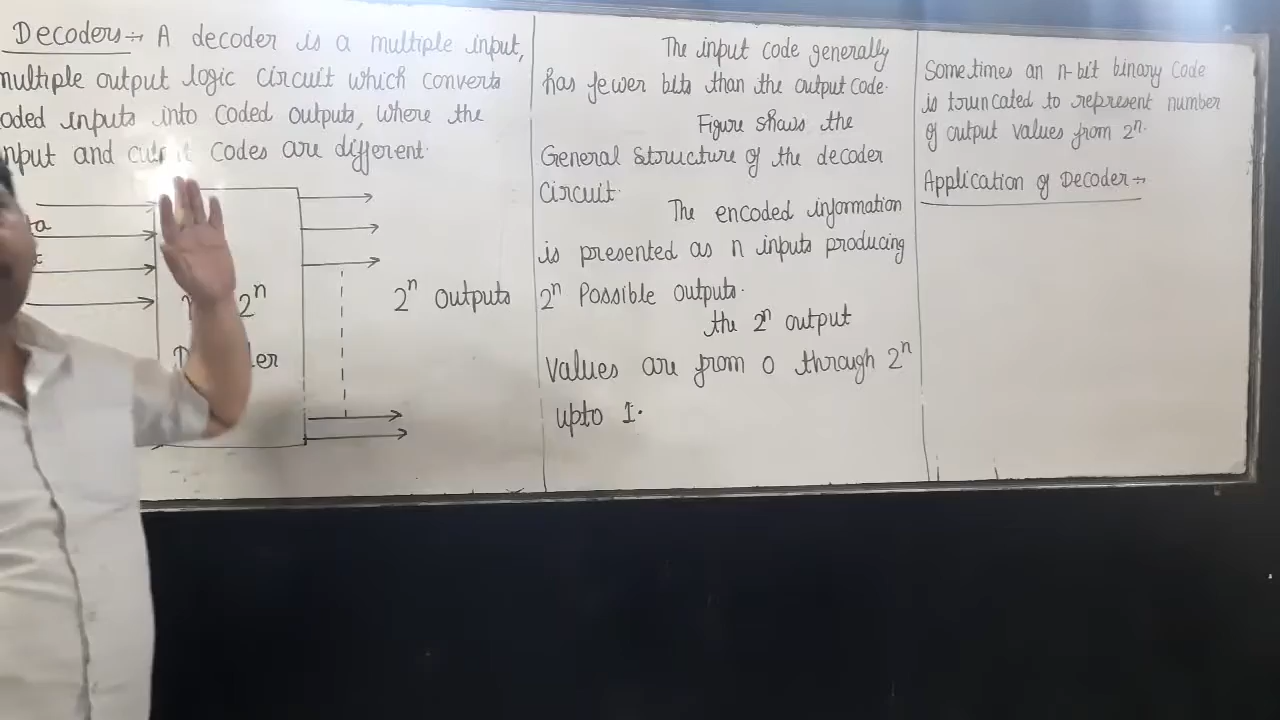 Decoders :- A decoder is a multiple input,
multiple output logic circuit which converts
coded inputs into coded outputs, where the
input and codes are different.
2ⁿ
2ⁿ outputs
The input code generally
has fewer bits than the output code.
Figure shows the
General structure of the decoder
circuit.
The encoded information
is presented as n inputs producing
2ⁿ Possible outputs.
the 2ⁿ output
values are from 0 through 2ⁿ
upto 1.
Sometimes an n-bit binary code
is truncated to represent number
of output values from 2ⁿ.
Application of Decoder :-